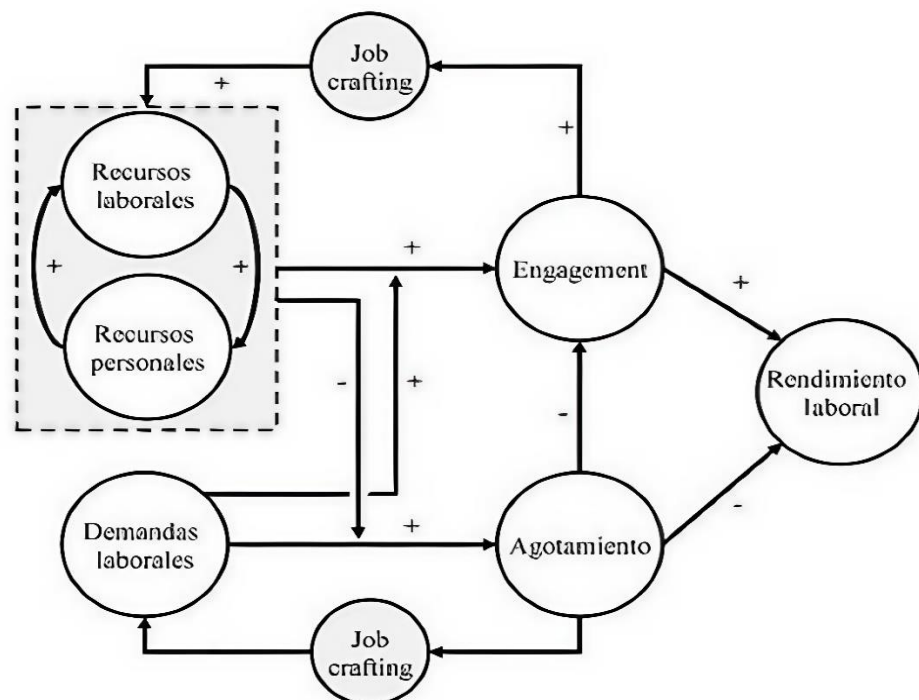 Job
crafting
+
+
Recursos
laborales
+
+
+
Engagement
+
Recursos
personales
-
+
Rendimiento
laboral
-
Demandas
laborales
+
Agotamiento
-
Job
crafting